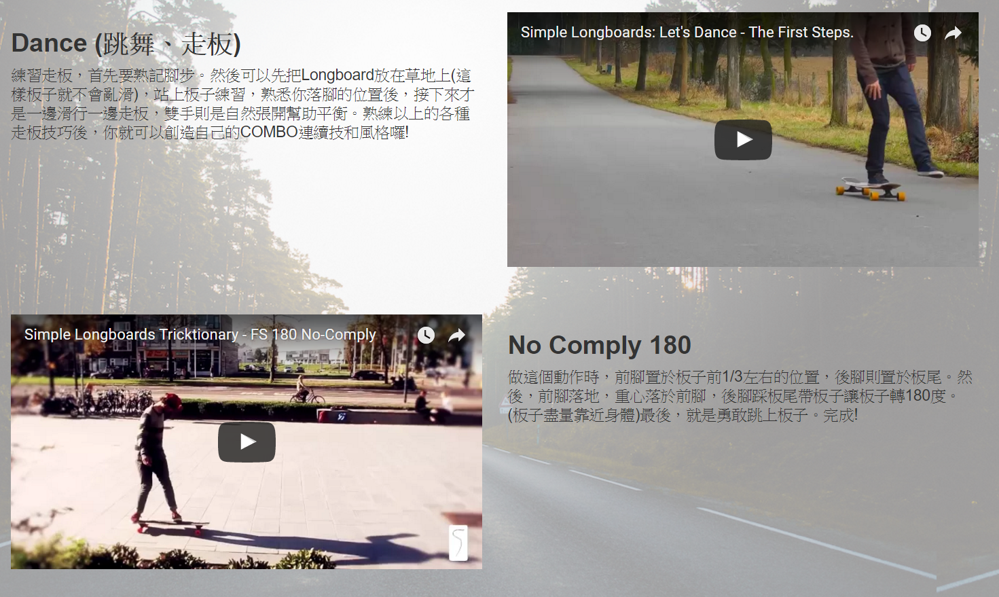 Dance (跳舞、走板)
練習走板，首先要熟記腳步。然後可以先把Longboard放在草地上(這
樣板子就不會亂滑)，站上板子練習，熟悉你落腳的位置後，接下來才
是一邊滑行一邊走板，雙手則是自然張開幫助平衡。熟練以上的各種
走板技巧後，你就可以創造自己的COMBO連續技和風格囉!
Simple Longboards: Let's Dance - The First Steps.
Simple Longboards Tricktionary - FS 180 No-Comply
No Comply 180
做這個動作時，前腳置於板子前1/3左右的位置，後腳則置於板尾。然
後，前腳落地，重心落於前腳，後腳踩板尾帶板子讓板子轉180度。
(板子盡量靠近身體)最後，就是勇敢跳上板子。完成!